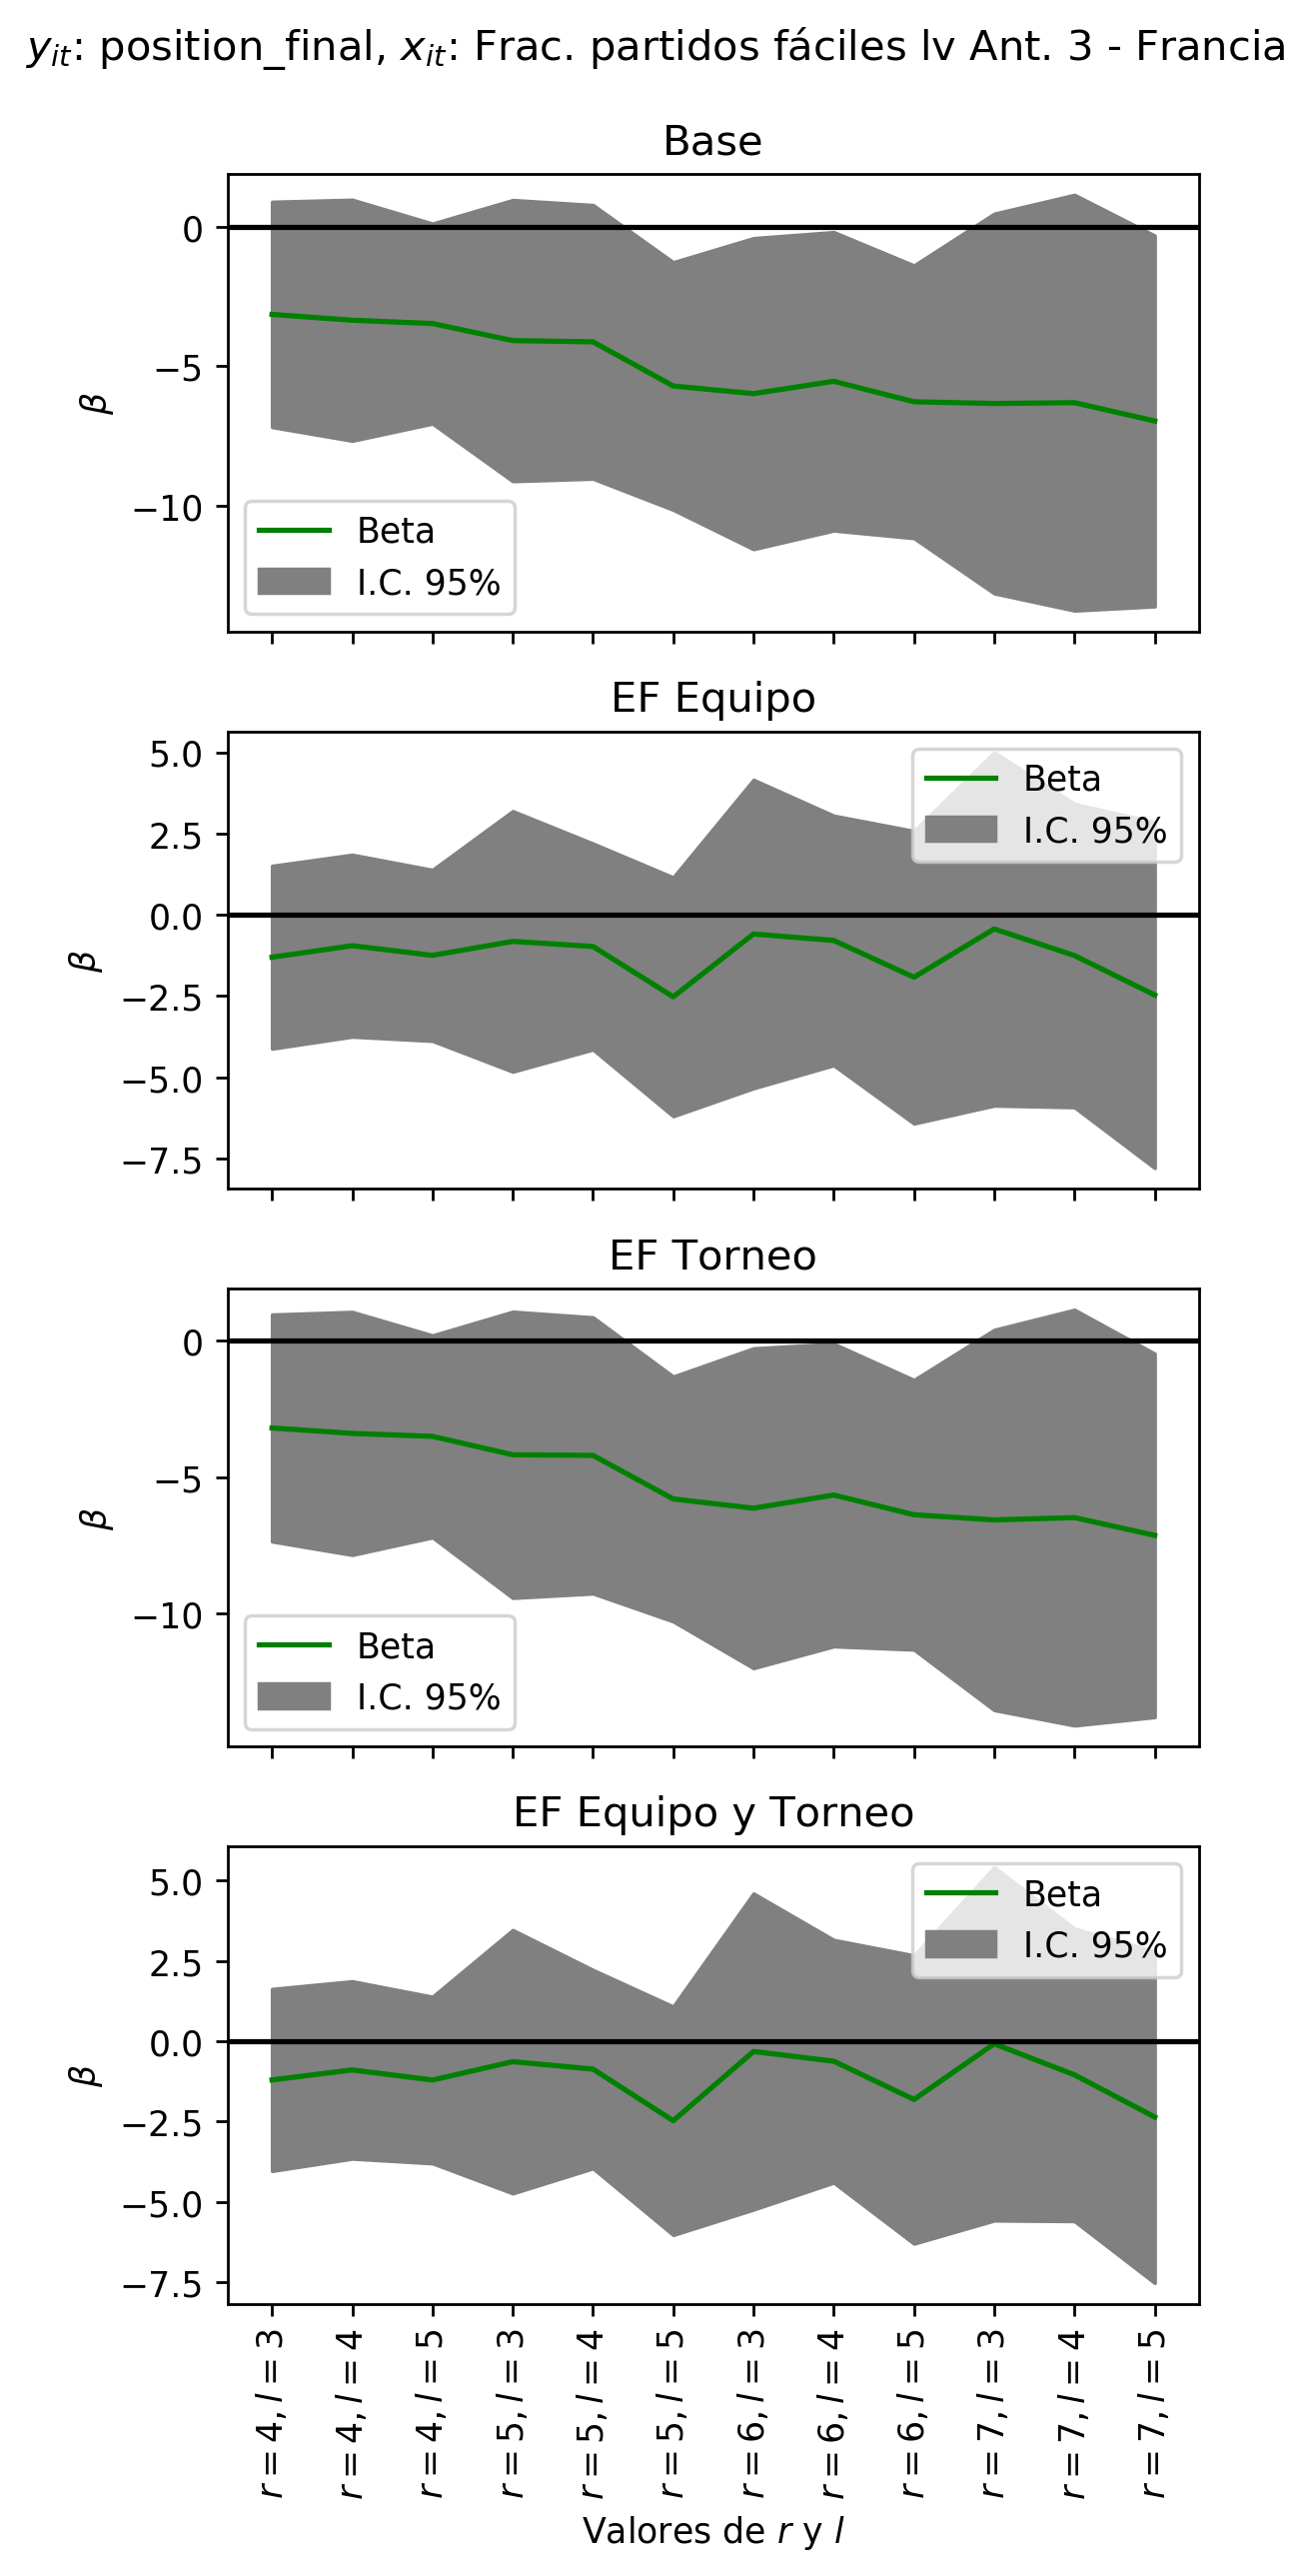 y_it: position_final, x_it: Frac. partidos fáciles lv Ant. 3 - Francia
Base
0
−5
−10
β
Beta
I.C. 95%
EF Equipo
5.0
2.5
0.0
−2.5
−5.0
−7.5
β
Beta
I.C. 95%
EF Torneo
0
−5
−10
β
Beta
I.C. 95%
EF Equipo y Torneo
5.0
2.5
0.0
−2.5
−5.0
−7.5
β
Beta
I.C. 95%
r = 4, l = 3
r = 4, l = 4
r = 4, l = 5
r = 5, l = 3
r = 5, l = 4
r = 5, l = 5
r = 6, l = 3
r = 6, l = 4
r = 6, l = 5
r = 7, l = 3
r = 7, l = 4
r = 7, l = 5
Valores de r y l